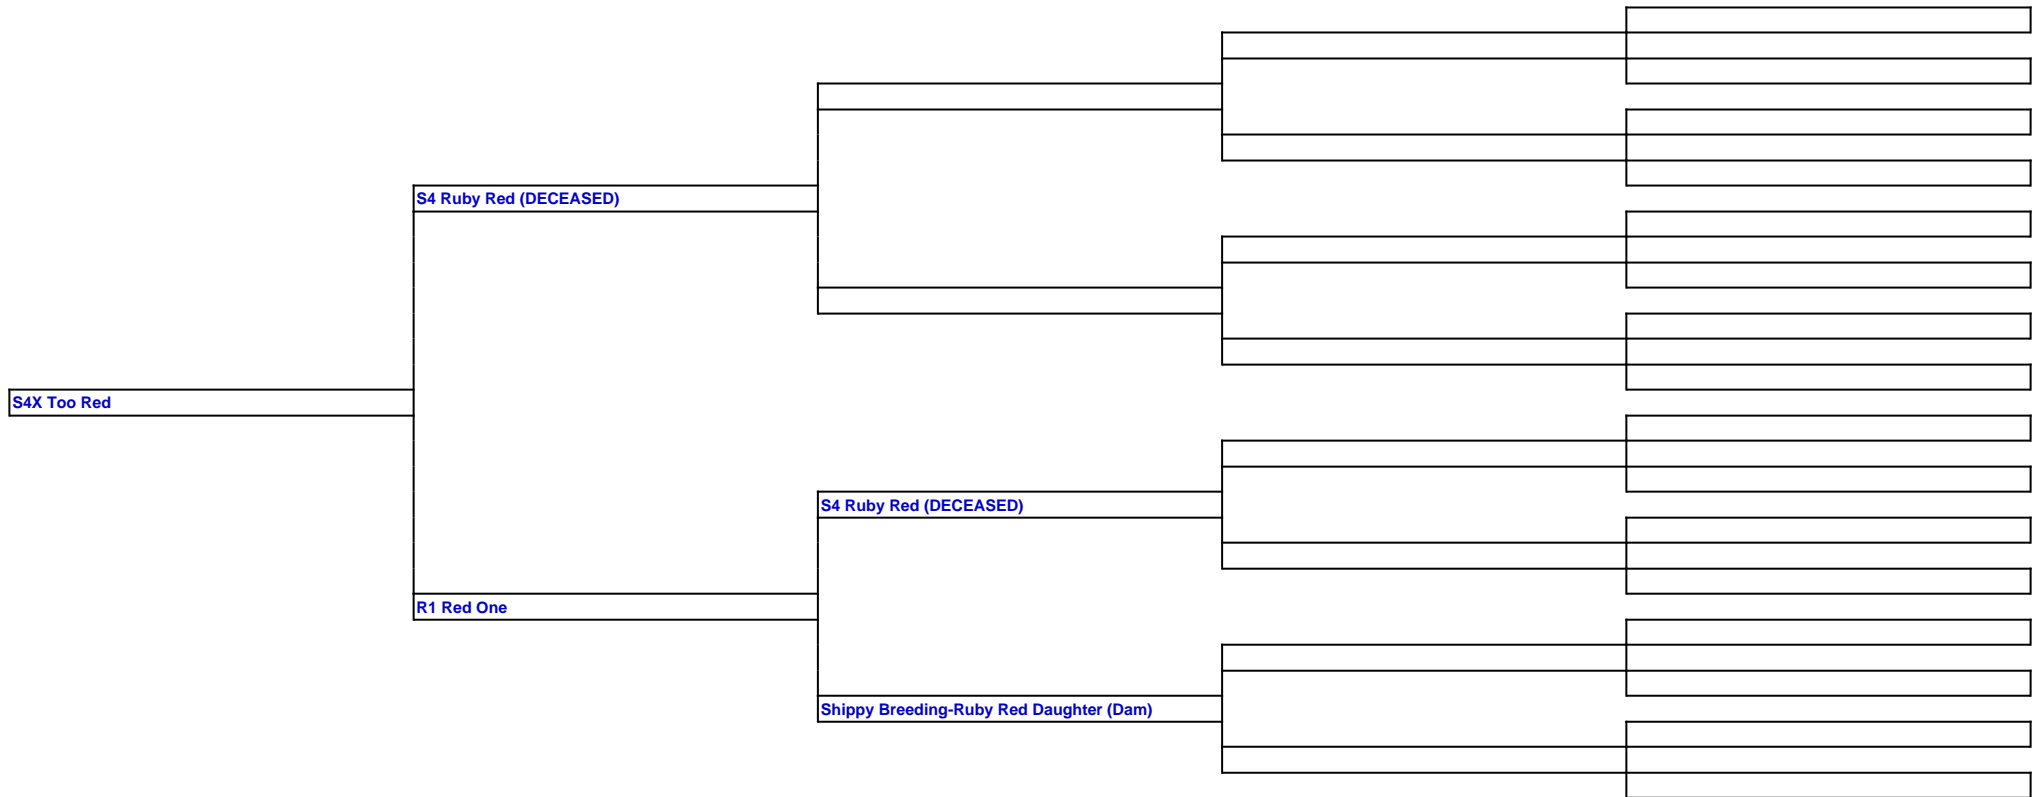 S4 Ruby Red (DECEASED)
S4X Too Red
S4 Ruby Red (DECEASED)
R1 Red One
Shippy Breeding-Ruby Red Daughter (Dam)